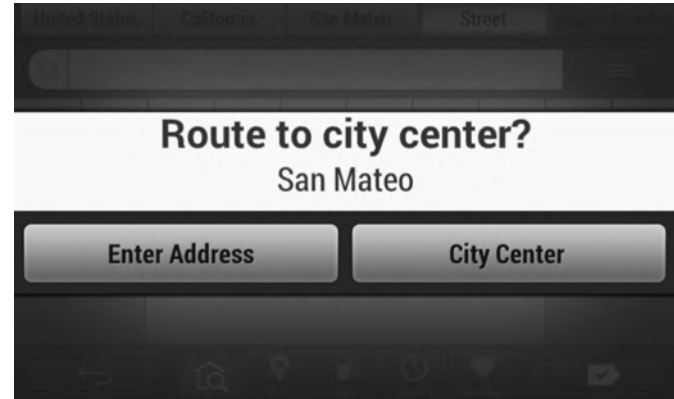 United States California San Mateo Street
Route to city center?
San Mateo
Enter Address
City Center